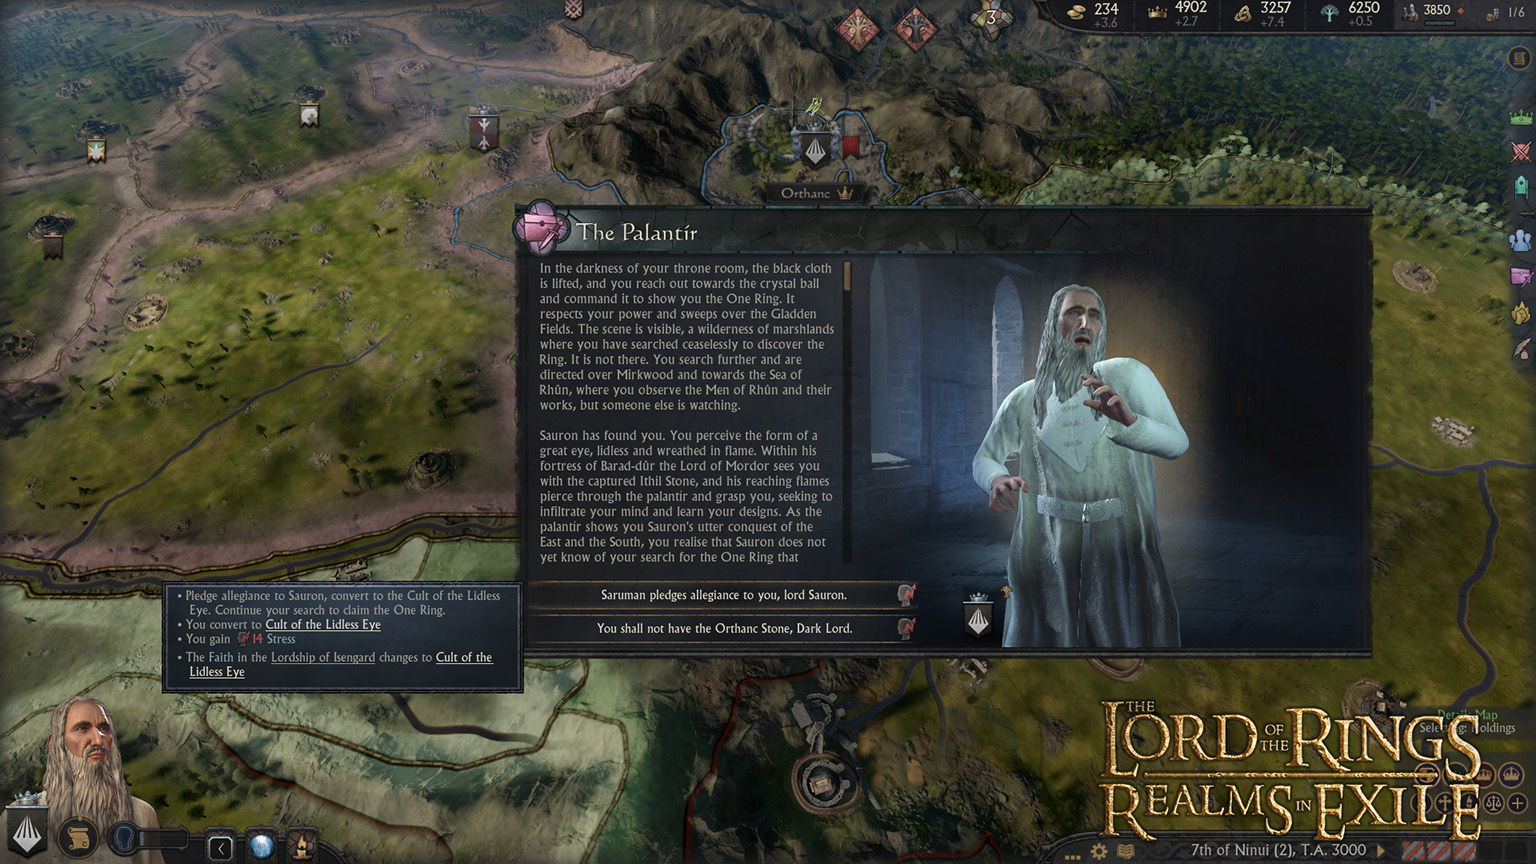 234
+3.6
4902
+2.7
3257
+7.4
6250
+0.5
3850
1/6
3
Orthanc
The Palantír
In the darkness of your throne room, the black cloth
is lifted, and you reach out towards the crystal ball
and command it to show you the One Ring. It
respects your power and sweeps over the Gladden
Fields. The scene is visible, a wilderness of marshlands
where you have searched ceaselessly to discover the
Ring. It is not there. You search further and are
directed over Mirkwood and towards the Sea of
Rhûn, where you observe the Men of Rhûn and their
works, but someone else is watching.
Sauron has found you. You perceive the form of a
great eye, lidless and wreathed in flame. Within his
fortress of Barad-dûr the Lord of Mordor sees you
with the captured Ithil Stone, and his reaching flames
pierce through the palantír and grasp you, seeking to
infiltrate your mind and learn your designs. As the
palantír shows you Sauron's utter conquest of the
East and the South, you realise that Sauron does not
yet know of your search for the One Ring that
Saruman pledges allegiance to you, lord Sauron.
You shall not have the Orthanc Stone, Dark Lord.
• Pledge allegiance to Sauron, convert to the Cult of the Lidless
Eye. Continue your search to claim the One Ring.
• You convert to Cult of the Lidless Eye
• You gain 14 Stress
• The Faith in the Lordship of Isengard changes to Cult of the
Lidless Eye
THE
LORD OF THE RINGS
REALMS IN EXILE
Map
Holdings
7th of Nínui (2), T.A. 3000